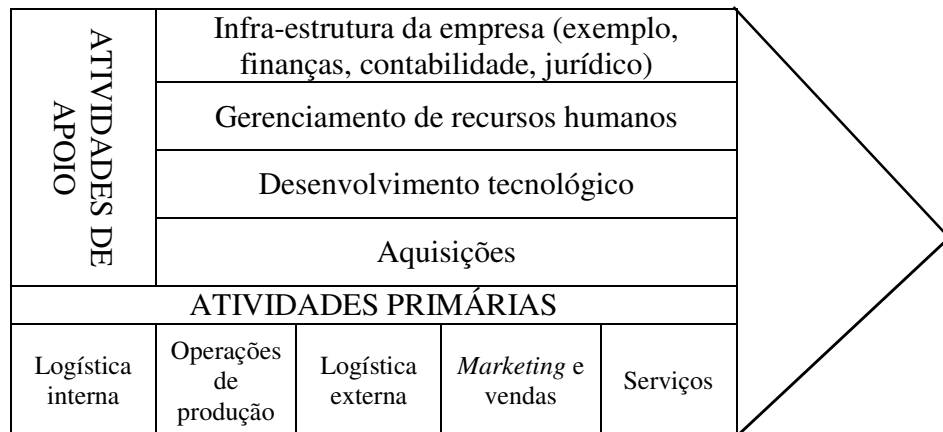 ATIVIDADES DE
APOIO
Infra-estrutura da empresa (exemplo,
finanças, contabilidade, jurídico)
Gerenciamento de recursos humanos
Desenvolvimento tecnológico
Aquisições
ATIVIDADES PRIMÁRIAS
Logística
interna
Operações
de
produção
Logística
externa
Marketing e
vendas
Serviços